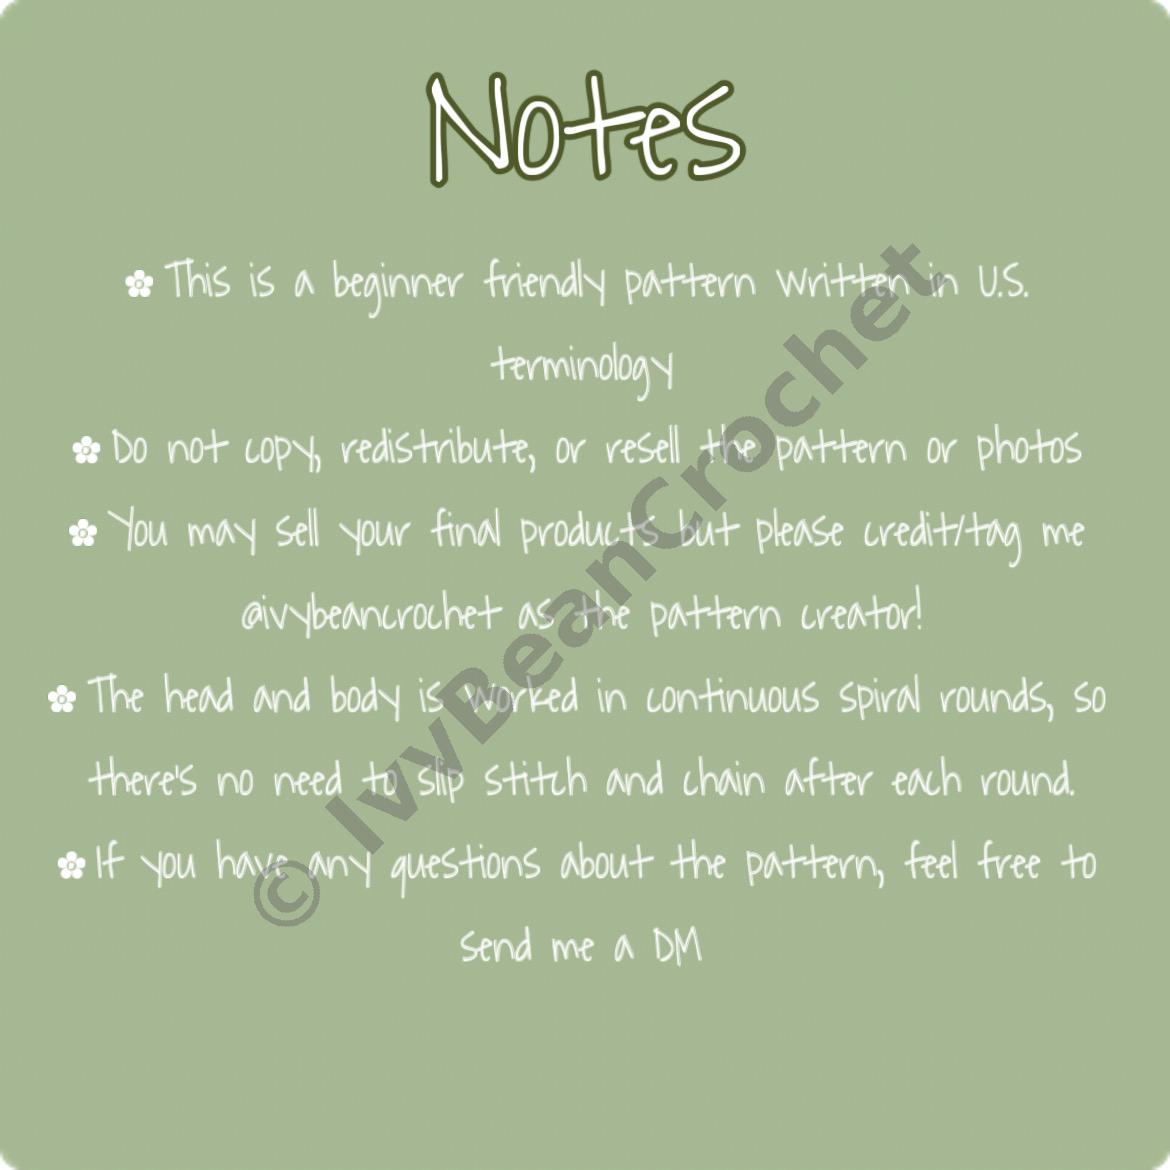 Notes
✿ This is a beginner friendly pattern written in U.S.
terminology
✿ Do not copy, redistribute, or resell the pattern or photos
✿ You may sell your final products but please credit/tag me
@ivybeancrochet as the pattern creator!
✿ The head and body is worked in continuous spiral rounds, so
there's no need to slip stitch and chain after each round.
✿ If you have any questions about the pattern, feel free to
send me a DM
© IvyBeanCrochet